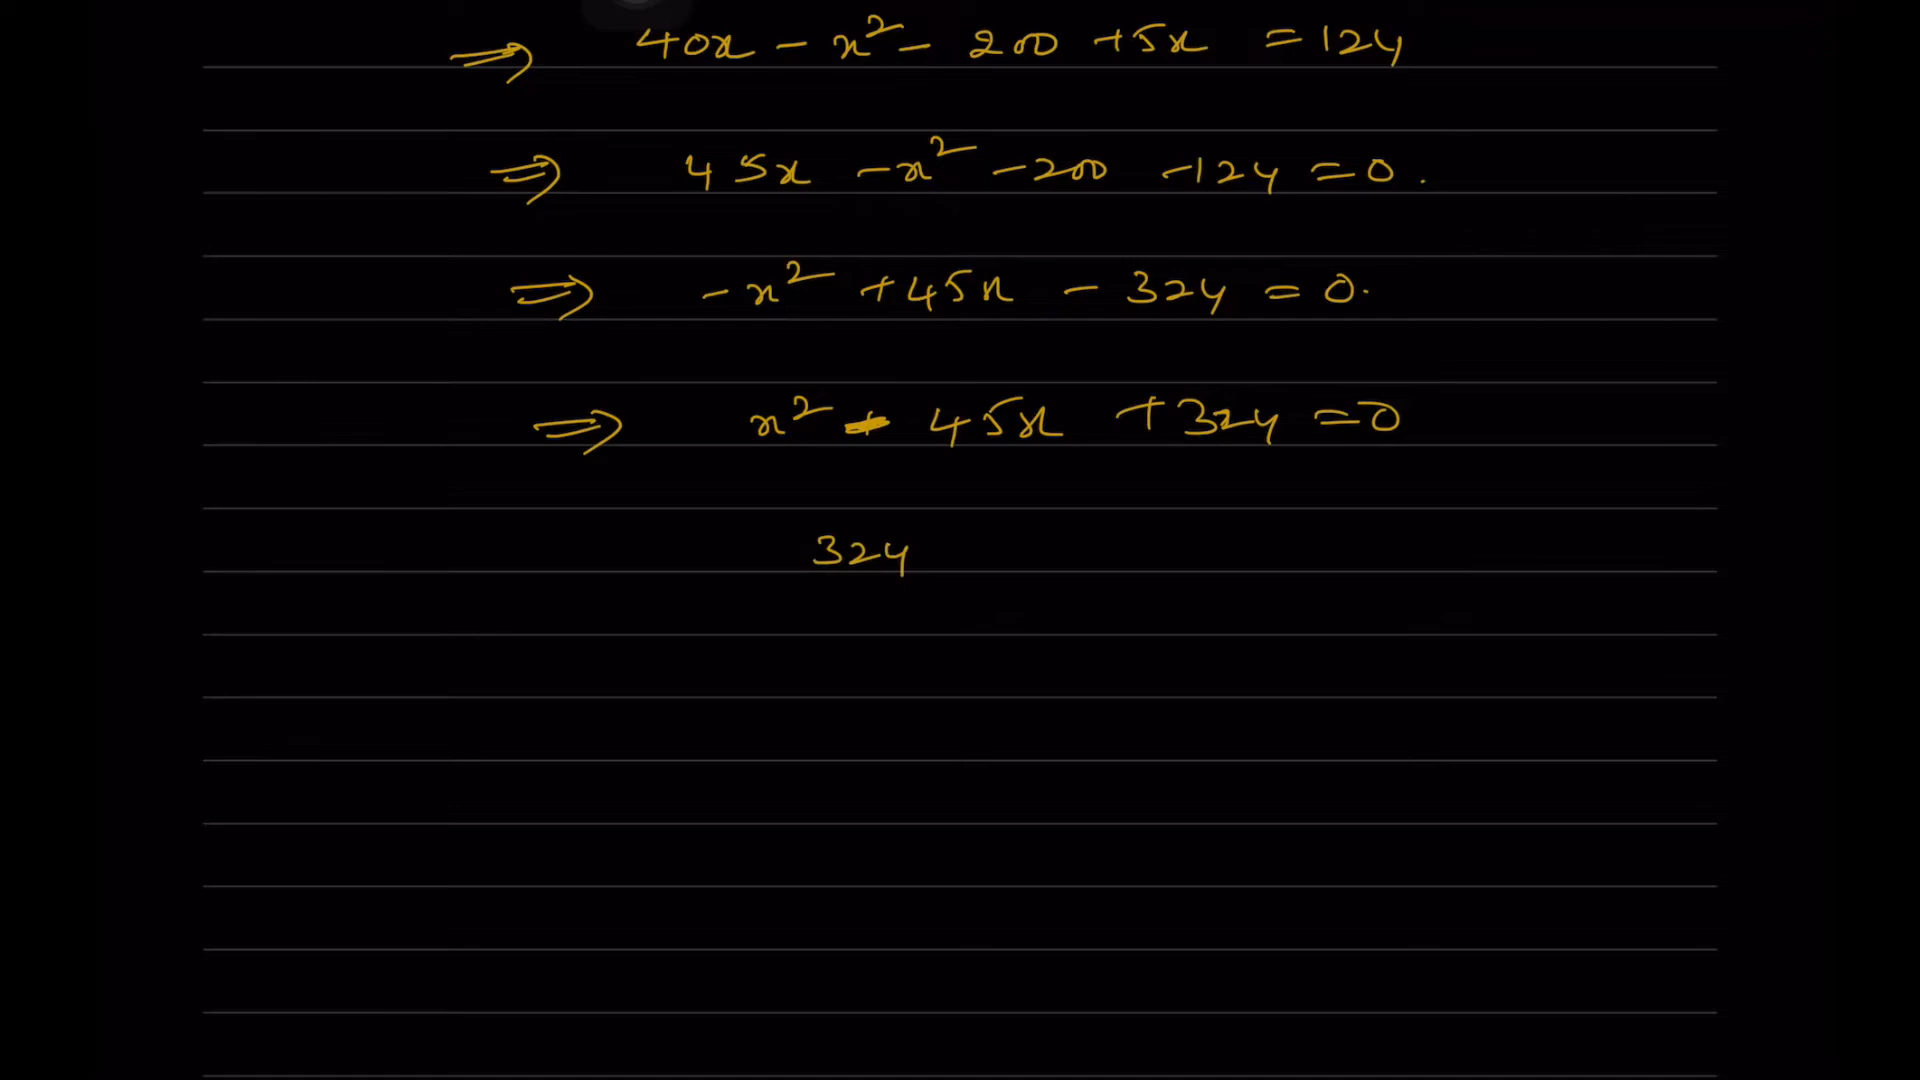 ⇒ 40x - x² - 200 + 5x = 124
⇒ 45x - x² - 200 - 124 = 0.
⇒ - x² + 45x - 324 = 0.
⇒ x² - 45x + 324 = 0
324